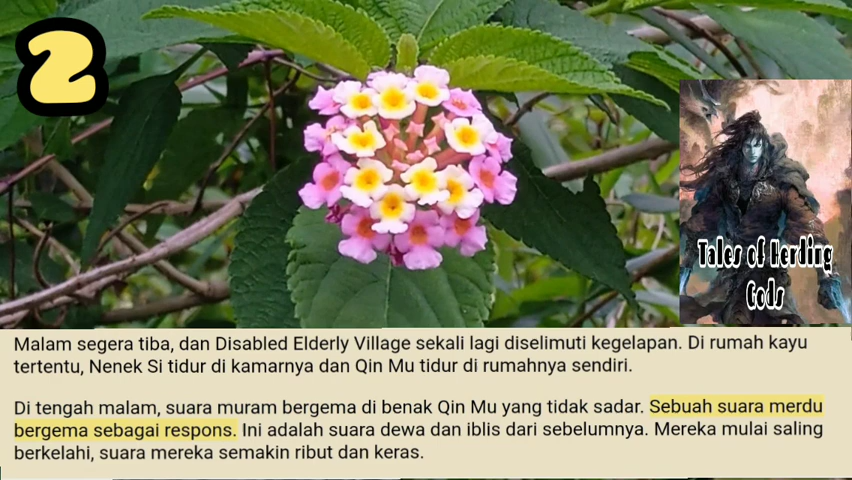 2
Tales of Herding
Gods
Malam segera tiba, dan Disabled Elderly Village sekali lagi diselimuti kegelapan. Di rumah kayu
tertentu, Nenek Si tidur di kamarnya dan Qin Mu tidur di rumahnya sendiri.
Di tengah malam, suara muram bergema di benak Qin Mu yang tidak sadar. Sebuah suara merdu
bergema sebagai respons. Ini adalah suara dewa dan iblis dari sebelumnya. Mereka mulai saling
berkelahi, suara mereka semakin ribut dan keras.